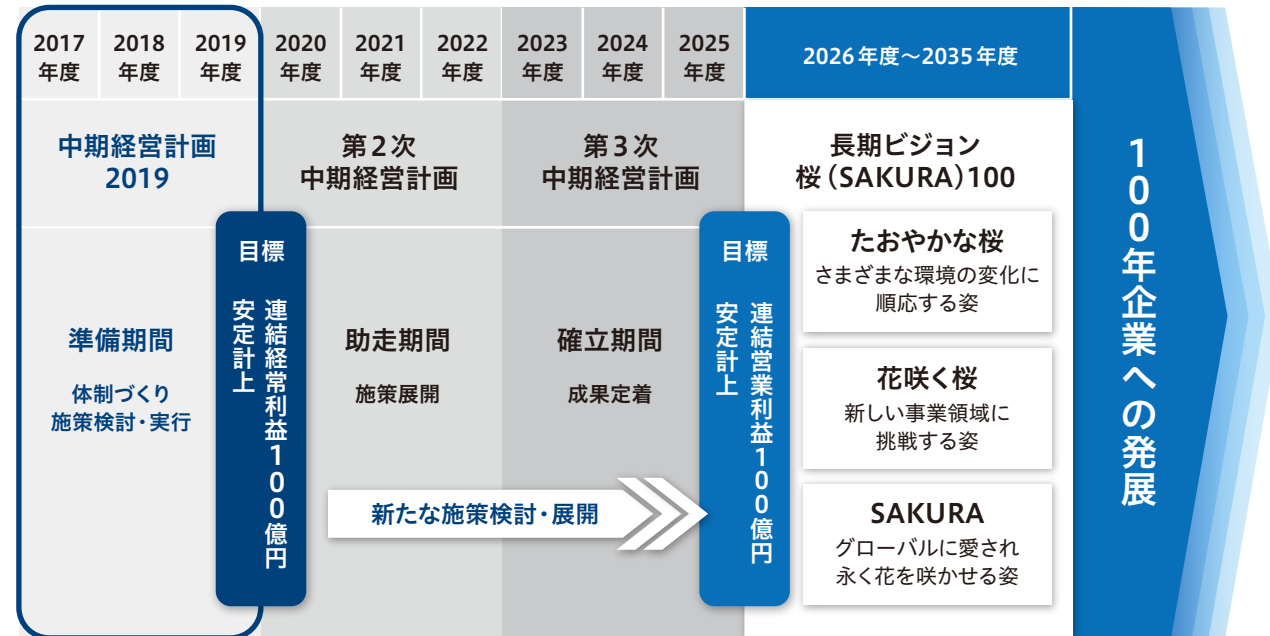 2017
年度
2018
年度
2019
年度
2020
年度
2021
年度
2022
年度
2023
年度
2024
年度
2025
年度
2026年度～2035年度
中期経営計画
2019
第2次
中期経営計画
第3次
中期経営計画
長期ビジョン
桜（SAKURA）100
準備期間
体制づくり
施策検討・実行
目標
連結経常利益100億円
安定計上
助走期間
施策展開
確立期間
成果定着
新たな施策検討・展開
目標
連結営業利益100億円
安定計上
たおやかな桜
さまざまな環境の変化に
順応する姿
花咲く桜
新しい事業領域に
挑戦する姿
SAKURA
グローバルに愛され
永く花を咲かせる姿
100年企業への発展